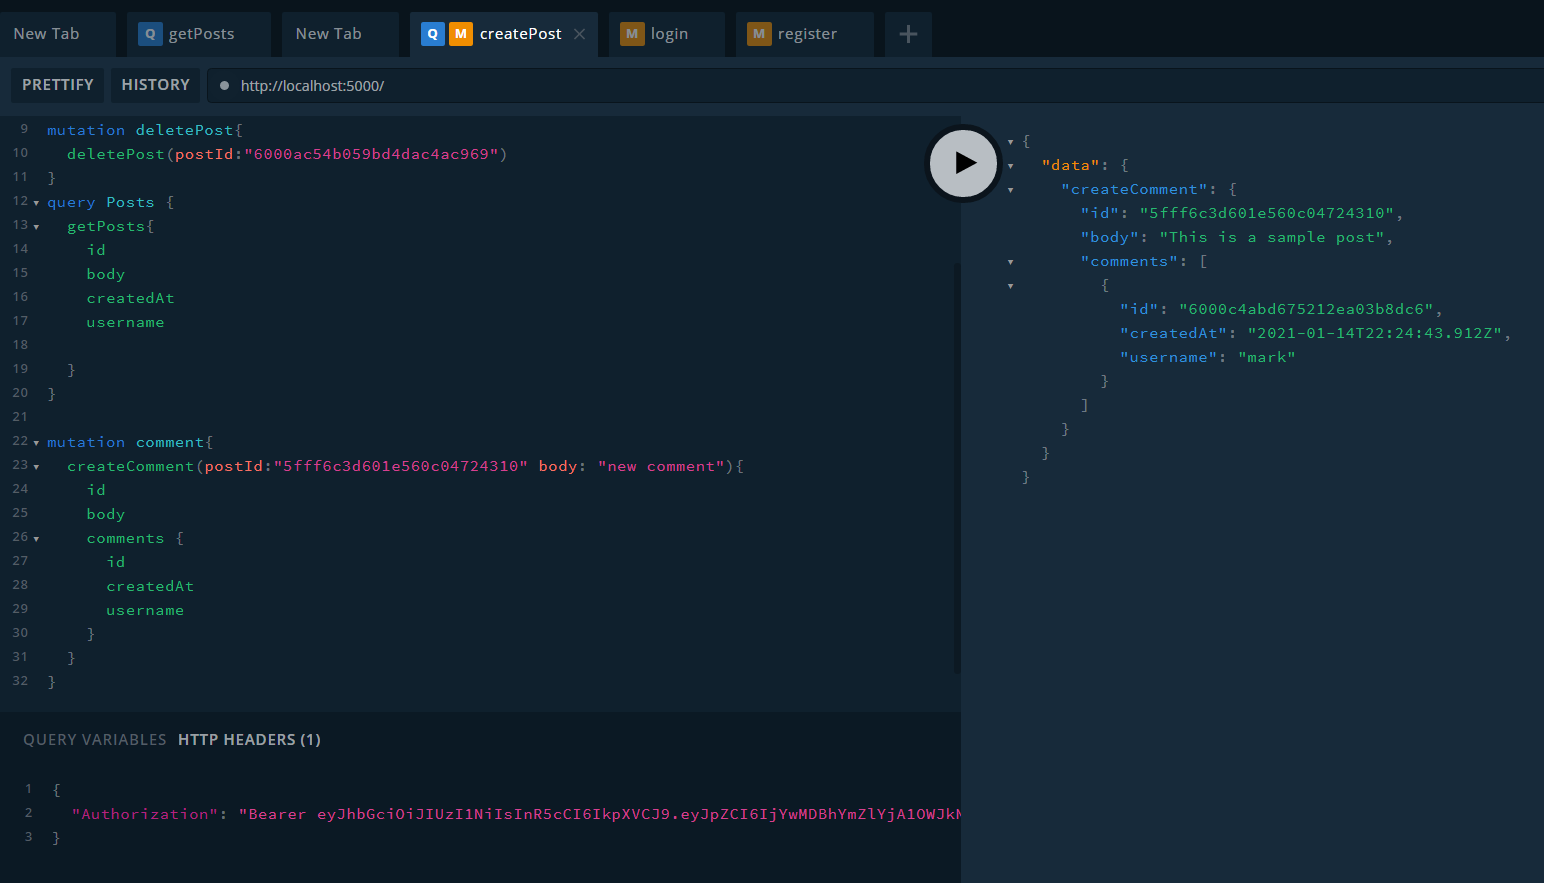 New Tab Q getPosts New Tab Q M createPost × M login M register +
PRETTIFY HISTORY http://localhost:5000/
9 mutation deletePost{
10 deletePost(postId:"6000ac54b059bd4dac4ac969")
11 }
12 query Posts {
13 getPosts{
14 id
15 body
16 createdAt
17 username
18
19 }
20 }
21
22 mutation comment{
23 createComment(postId:"5fff6c3d601e560c04724310" body: "new comment"){
24 id
25 body
26 comments {
27 id
28 createdAt
29 username
30 }
31 }
32 }
QUERY VARIABLES HTTP HEADERS (1)
1 {
2 "Authorization": "Bearer eyJhbGciOiJIUzI1NiIsInR5cCI6IkpXVCJ9.eyJpZCI6IjYwMDBhYmZlYjA1OWJk
3 }
{
"data": {
"createComment": {
"id": "5fff6c3d601e560c04724310",
"body": "This is a sample post",
"comments": [
{
"id": "6000c4abd675212ea03b8dc6",
"createdAt": "2021-01-14T22:24:43.912Z",
"username": "mark"
}
]
}
}
}